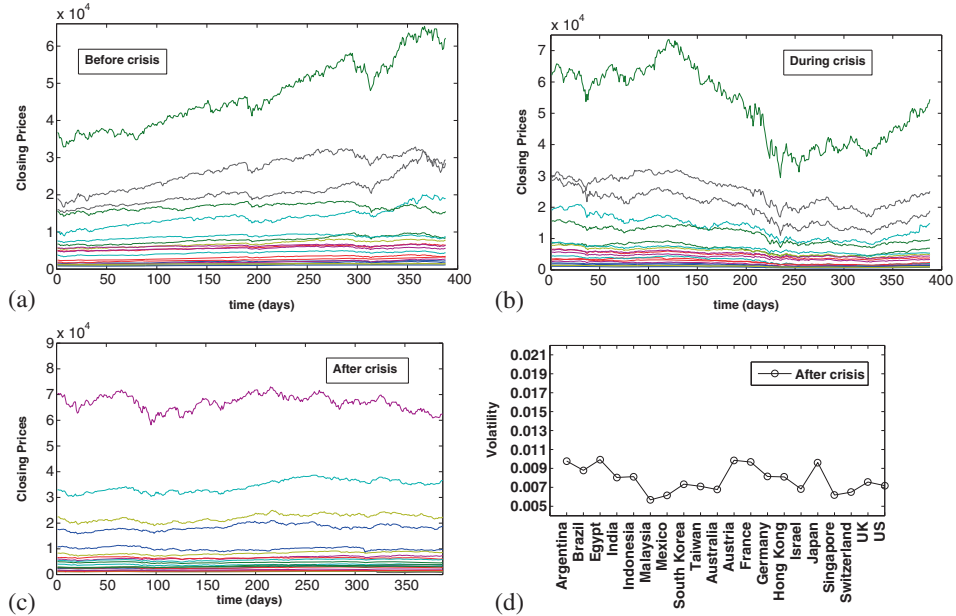 x 10^4
6
5
4
3
2
1
0
0 50 100 150 200 250 300 350 400
Closing Prices
time (days)
Before crisis
(a)
x 10^4
7
6
5
4
3
2
1
0
0 50 100 150 200 250 300 350 400
Closing Prices
time (days)
During crisis
(b)
x 10^4
9
8
7
6
5
4
3
2
1
0
0 50 100 150 200 250 300 350
Closing Prices
time (days)
After crisis
(c)
0.021
0.019
0.017
0.015
0.013
0.011
0.009
0.007
0.005
Volatility
After crisis
Argentina
Brazil
Egypt
India
Indonesia
Malaysia
Mexico
South Korea
Taiwan
Australia
Austria
France
Germany
Hong Kong
Israel
Japan
Singapore
Switzerland
UK
US
(d)